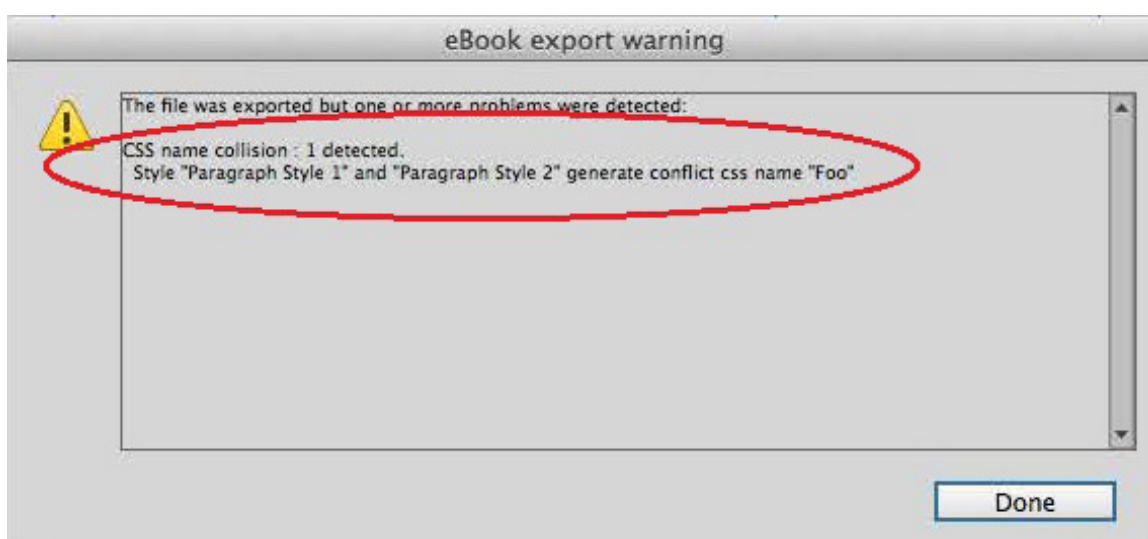 eBook export warning
The file was exported but one or more problems were detected:
CSS name collision : 1 detected.
Style "Paragraph Style 1" and "Paragraph Style 2" generate conflict css name "Foo"
Done